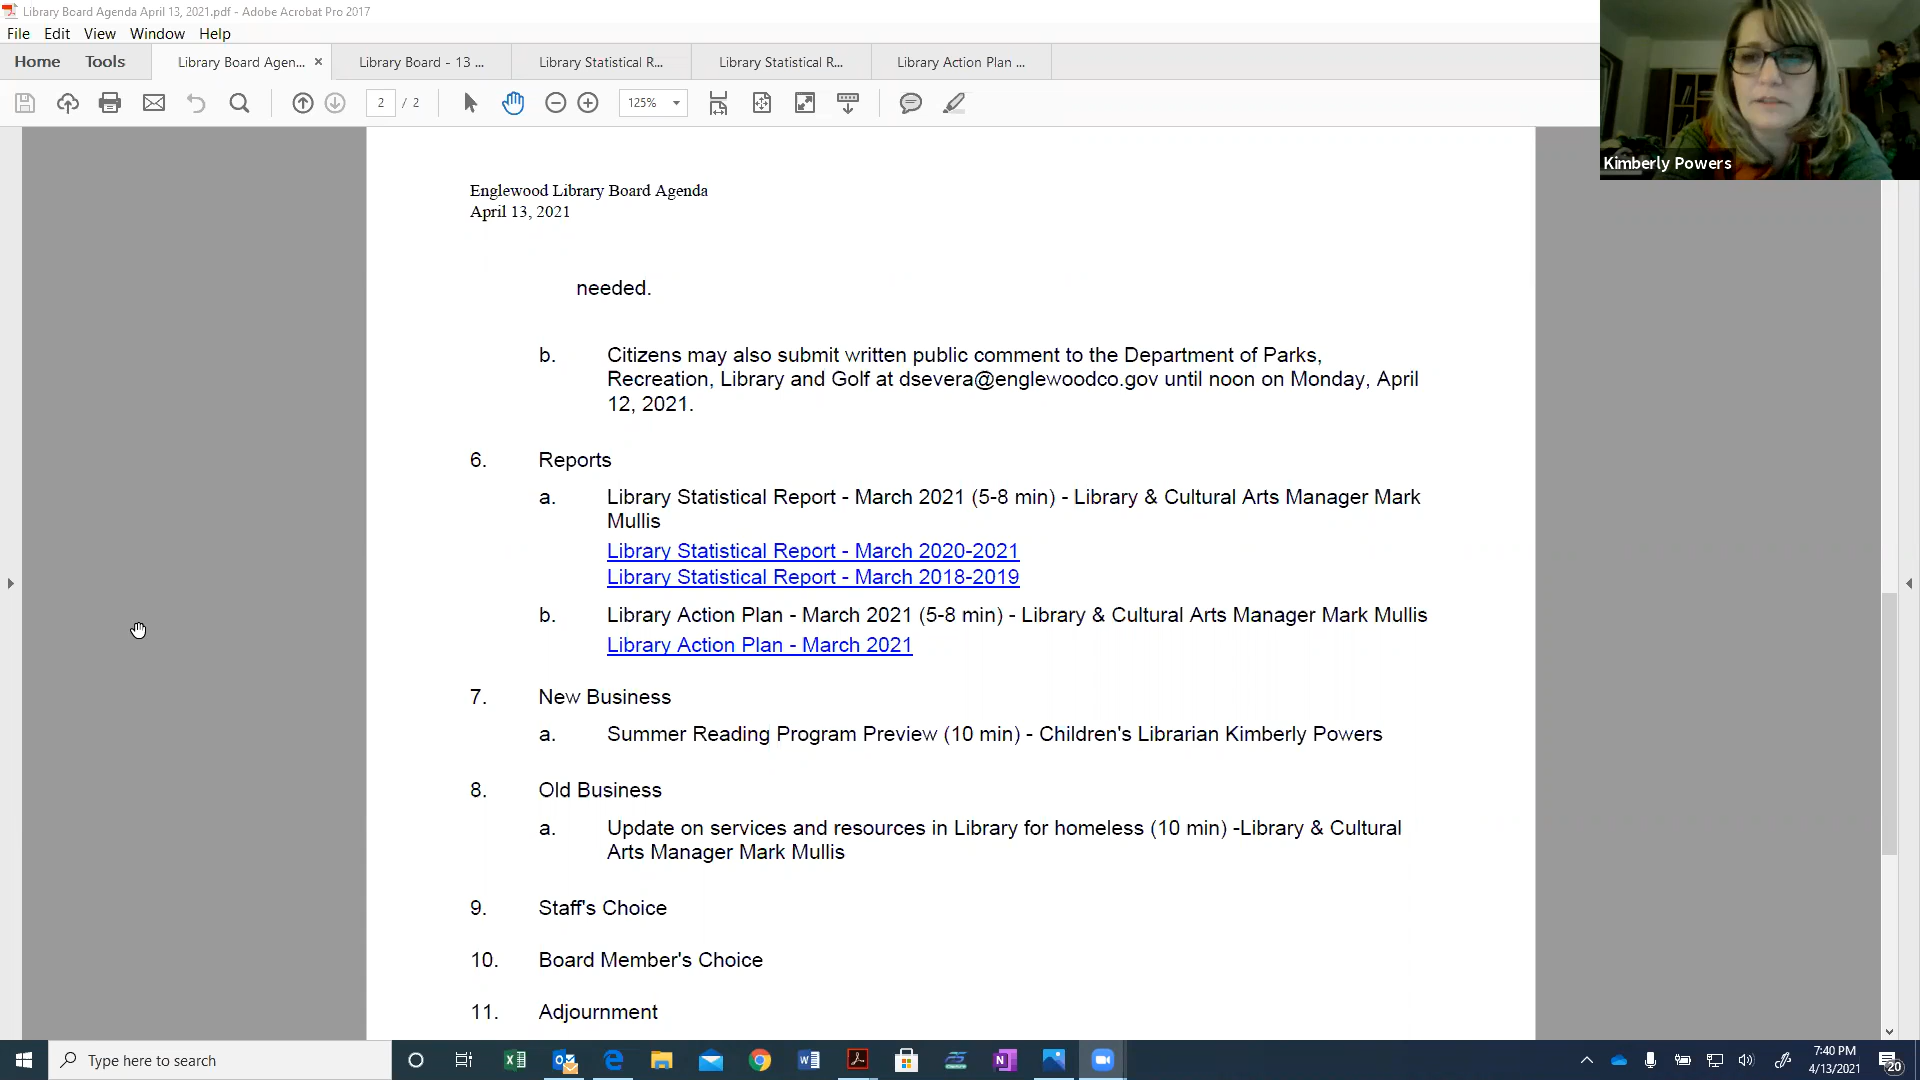 Library Board Agenda April 13, 2021.pdf - Adobe Acrobat Pro 2017
File Edit View Window Help
Home Tools Library Board Agen... × Library Board - 13 ... Library Statistical R... Library Statistical R... Library Action Plan ...
2 / 2 125%
Kimberly Powers
Englewood Library Board Agenda
April 13, 2021
needed.
b. Citizens may also submit written public comment to the Department of Parks,
Recreation, Library and Golf at dsevera@englewoodco.gov until noon on Monday, April
12, 2021.
6. Reports
a. Library Statistical Report - March 2021 (5-8 min) - Library & Cultural Arts Manager Mark
Mullis
Library Statistical Report - March 2020-2021
Library Statistical Report - March 2018-2019
b. Library Action Plan - March 2021 (5-8 min) - Library & Cultural Arts Manager Mark Mullis
Library Action Plan - March 2021
7. New Business
a. Summer Reading Program Preview (10 min) - Children's Librarian Kimberly Powers
8. Old Business
a. Update on services and resources in Library for homeless (10 min) -Library & Cultural
Arts Manager Mark Mullis
9. Staff's Choice
10. Board Member's Choice
11. Adjournment
Type here to search
7:40 PM
4/13/2021
20